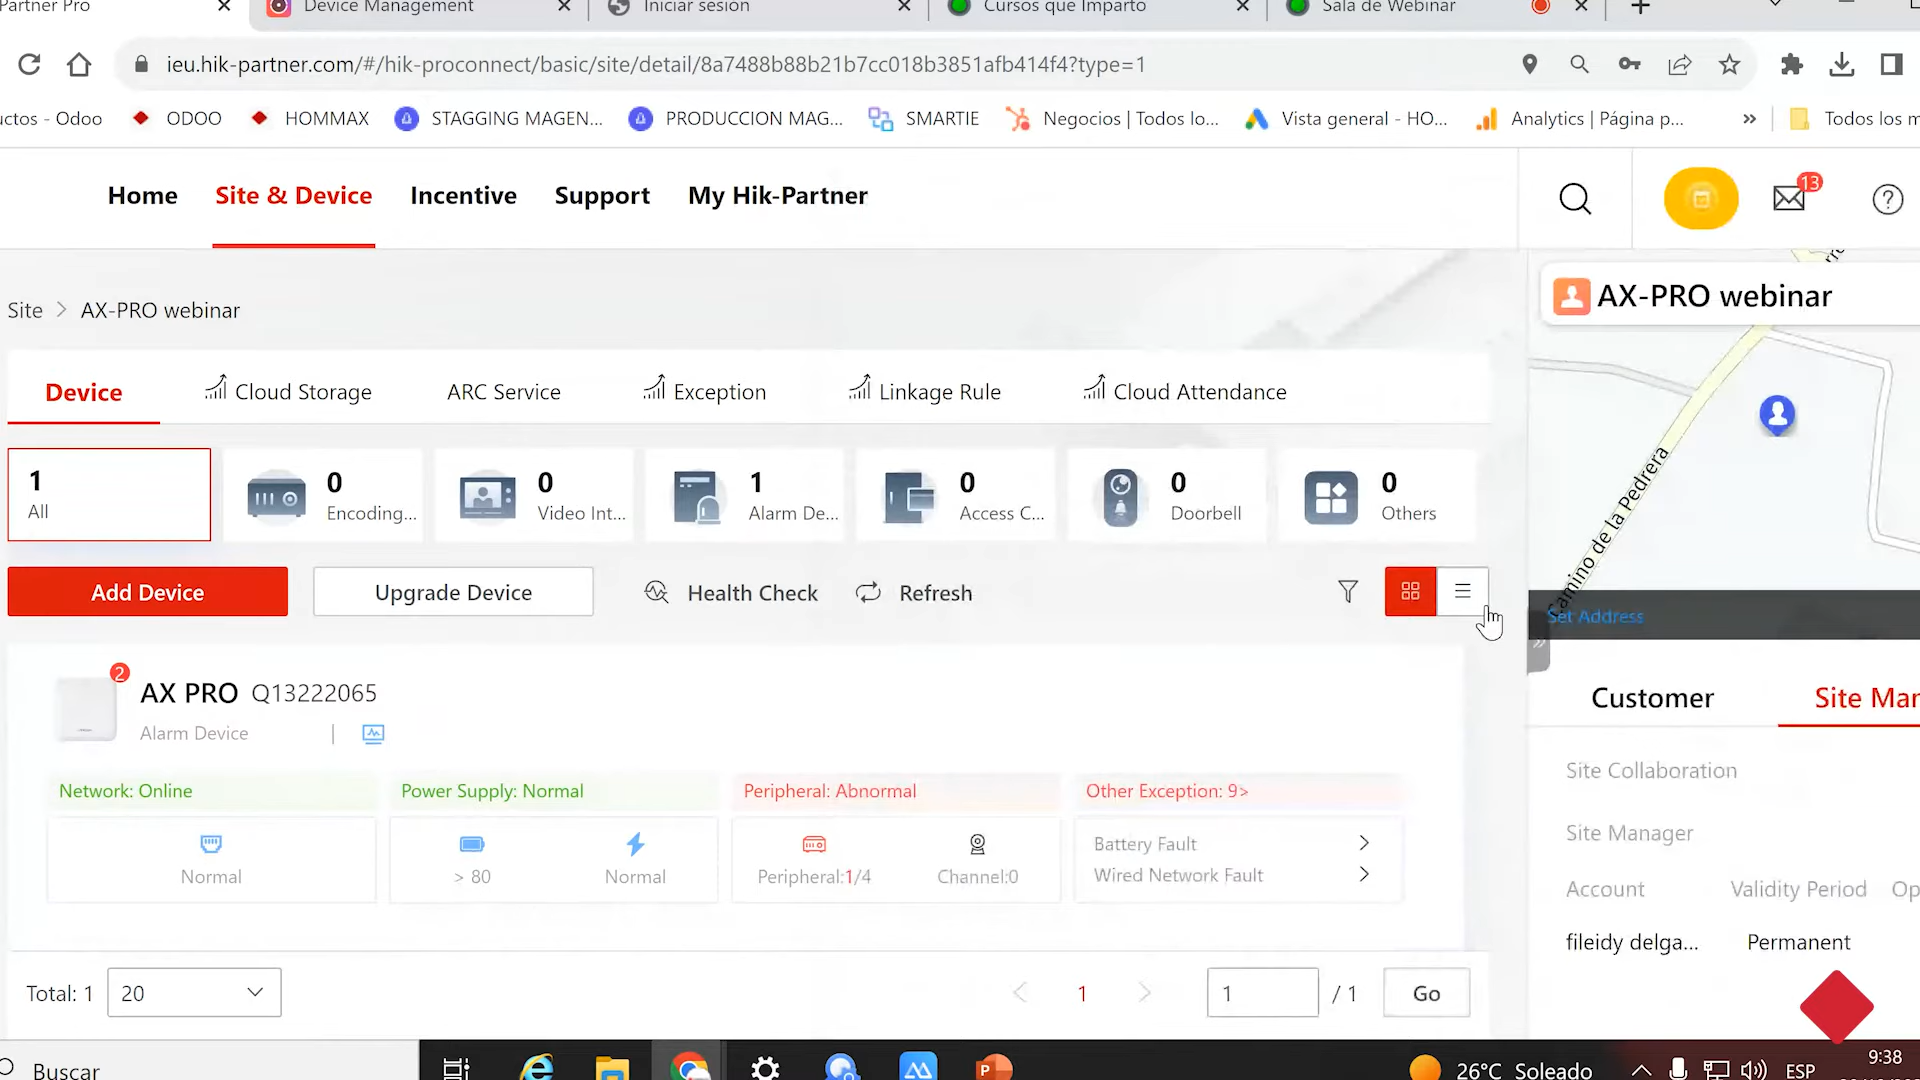 Partner Pro
Device Management
Iniciar sesión
Cursos que Imparto
Sala de Webinar
ieu.hik-partner.com/#/hik-proconnect/basic/site/detail/8a7488b88b21b7cc018b3851afb414f4?type=1
uctos - Odoo
ODOO
HOMMAX
STAGGING MAGEN...
PRODUCCION MAG...
SMARTIE
Negocios | Todos lo...
Vista general - HO...
Analytics | Página p...
Todos los m
Home
Site & Device
Incentive
Support
My Hik-Partner
13
Site > AX-PRO webinar
AX-PRO webinar
Device
Cloud Storage
ARC Service
Exception
Linkage Rule
Cloud Attendance
1
All
0
Encoding...
0
Video Int...
1
Alarm De...
0
Access C...
0
Doorbell
0
Others
Camino de la Pedrera
Add Device
Upgrade Device
Health Check
Refresh
Set Address
2
AX PRO Q13222065
Alarm Device
Customer
Site Mar
Network: Online
Power Supply: Normal
Peripheral: Abnormal
Other Exception: 9>
Normal
> 80
Normal
Peripheral:1/4
Channel:0
Battery Fault
Wired Network Fault
Site Collaboration
Site Manager
Account
Validity Period
Op
fileidy delga...
Permanent
Total: 1
20
1
1
/ 1
Go
Buscar
26°C Soleado
ESP
9:38